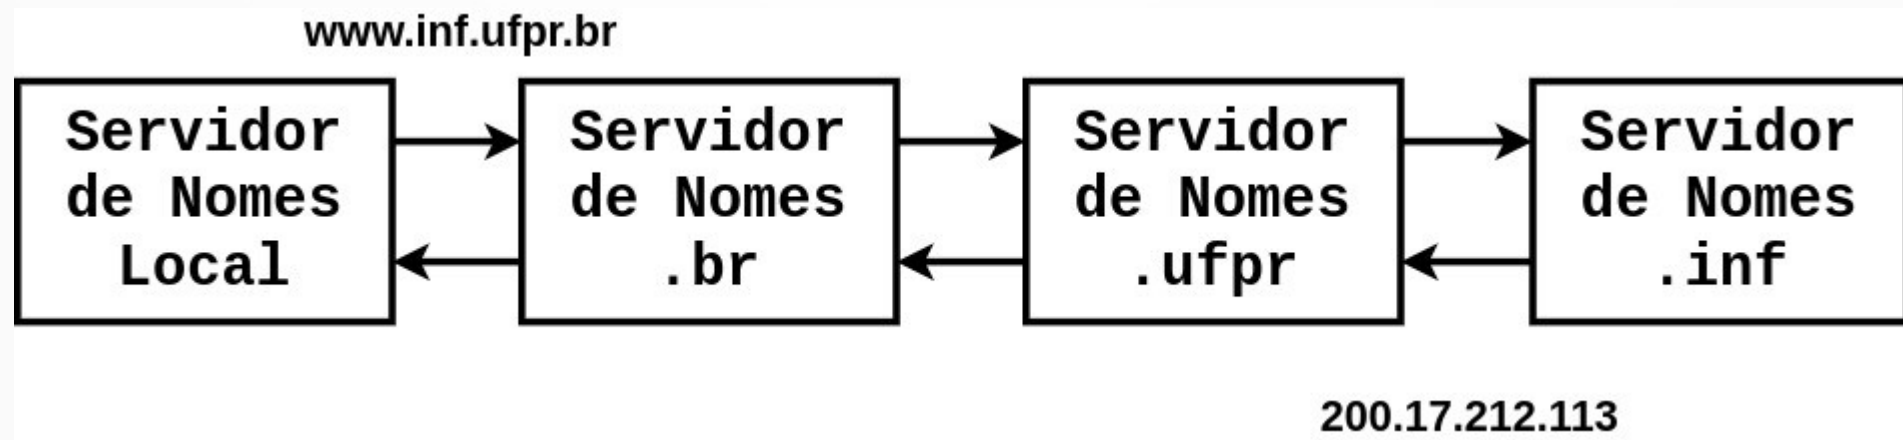 www.inf.ufpr.br
Servidor
de Nomes
Local
Servidor
de Nomes
.br
Servidor
de Nomes
.ufpr
Servidor
de Nomes
.inf
200.17.212.113